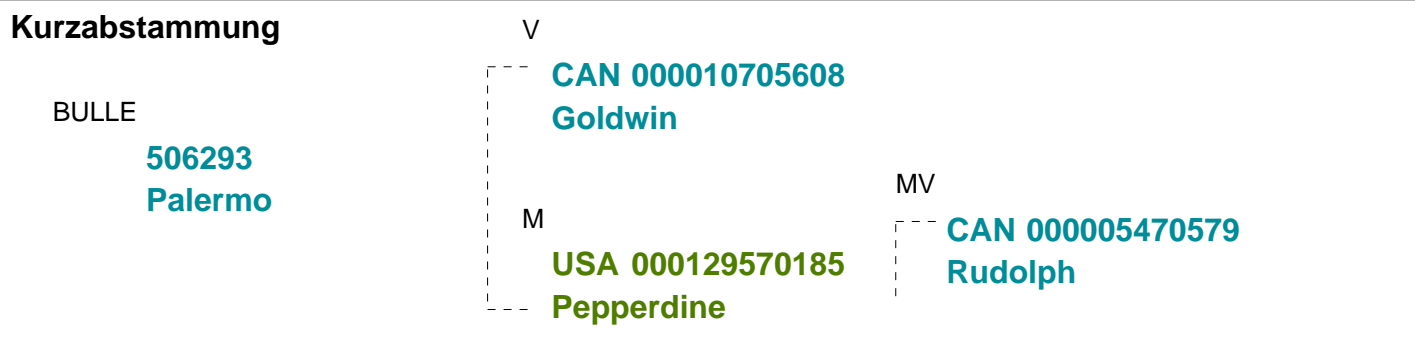 Kurzabstammung
BULLE
506293
Palermo
V
CAN 000010705608
Goldwin
M
USA 000129570185
Pepperdine
MV
CAN 000005470579
Rudolph